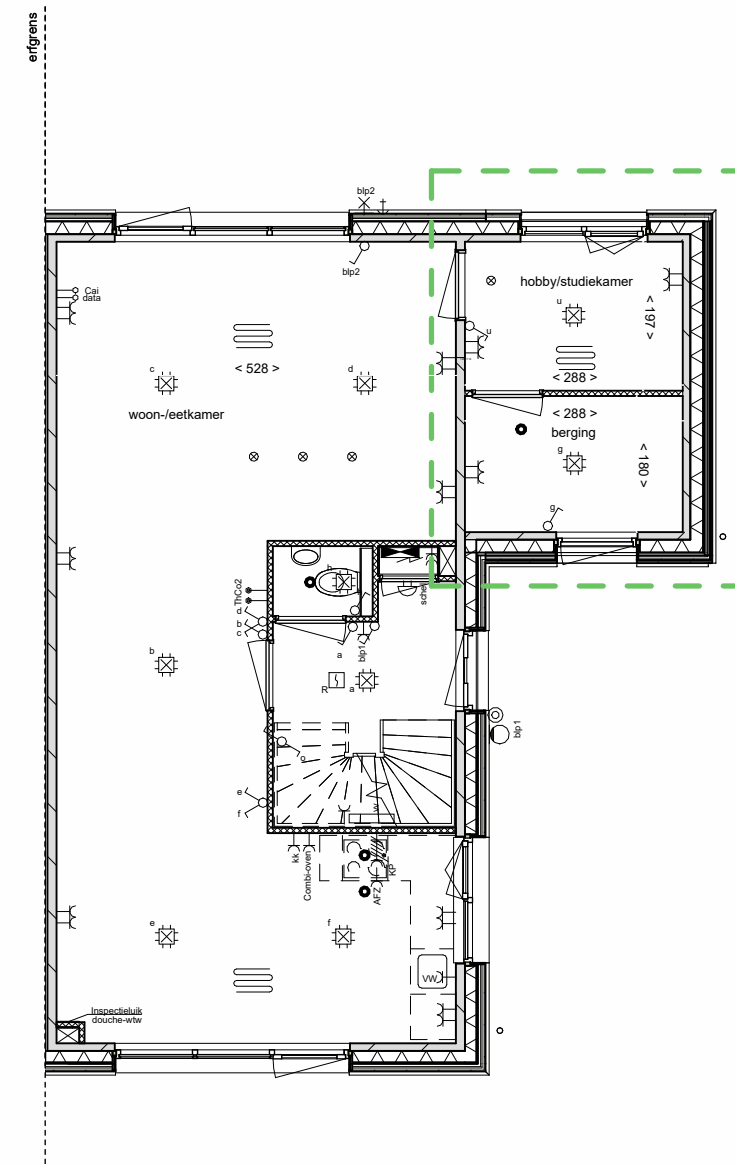 erfgrens
blp2
blp2
Cai
data
hobby/studiekamer
u
< 197 >
u
< 528 >
c
d
< 288 >
woon-/eetkamer
< 288 >
berging
g
< 180 >
g
ThCo2
d
b
c
b
a
blp1
R
a
b
blp1
o
e
f
kk
Combi-oven
AFZ
KP
e
f
VW
Inspectieluik
douche-wtw